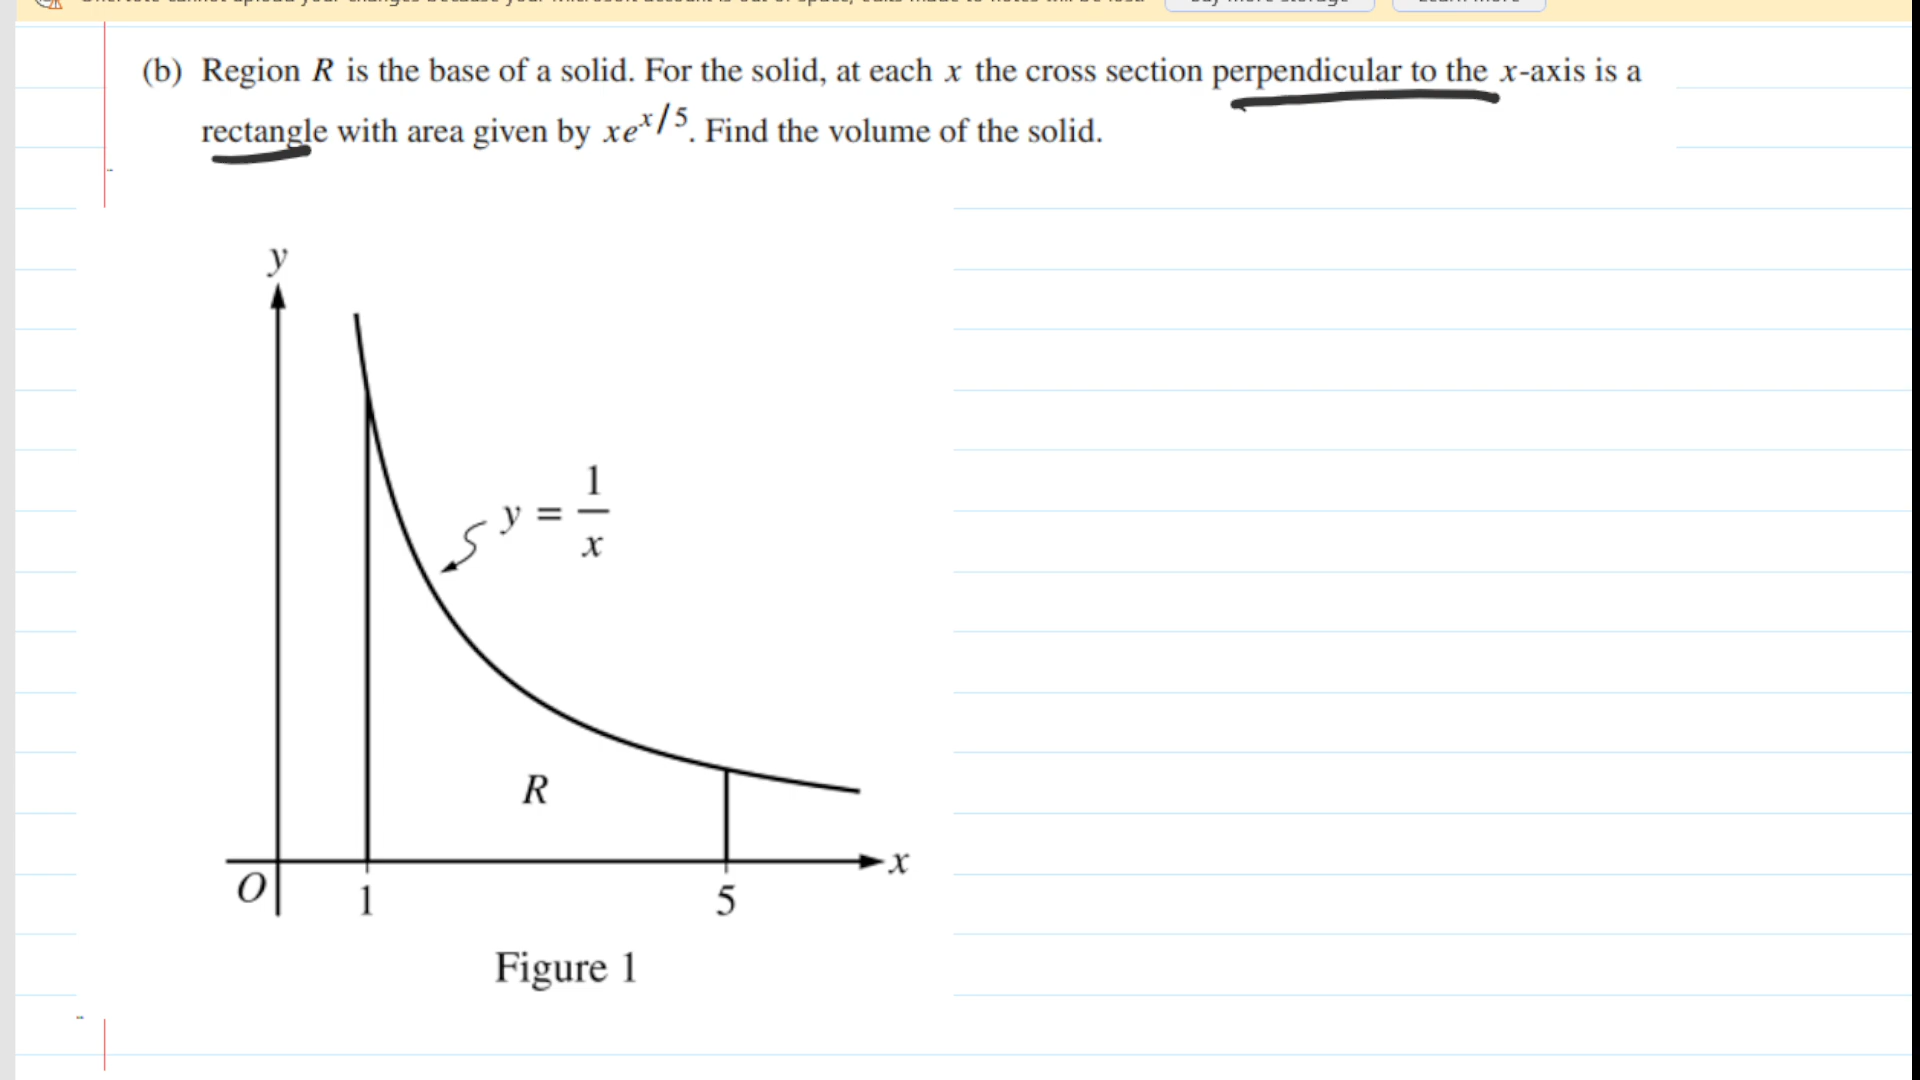 (b) Region R is the base of a solid. For the solid, at each x the cross section perpendicular to the x-axis is a
rectangle with area given by xe^{x/5}. Find the volume of the solid.
y
y = 1/x
R
x
O
1
5
Figure 1